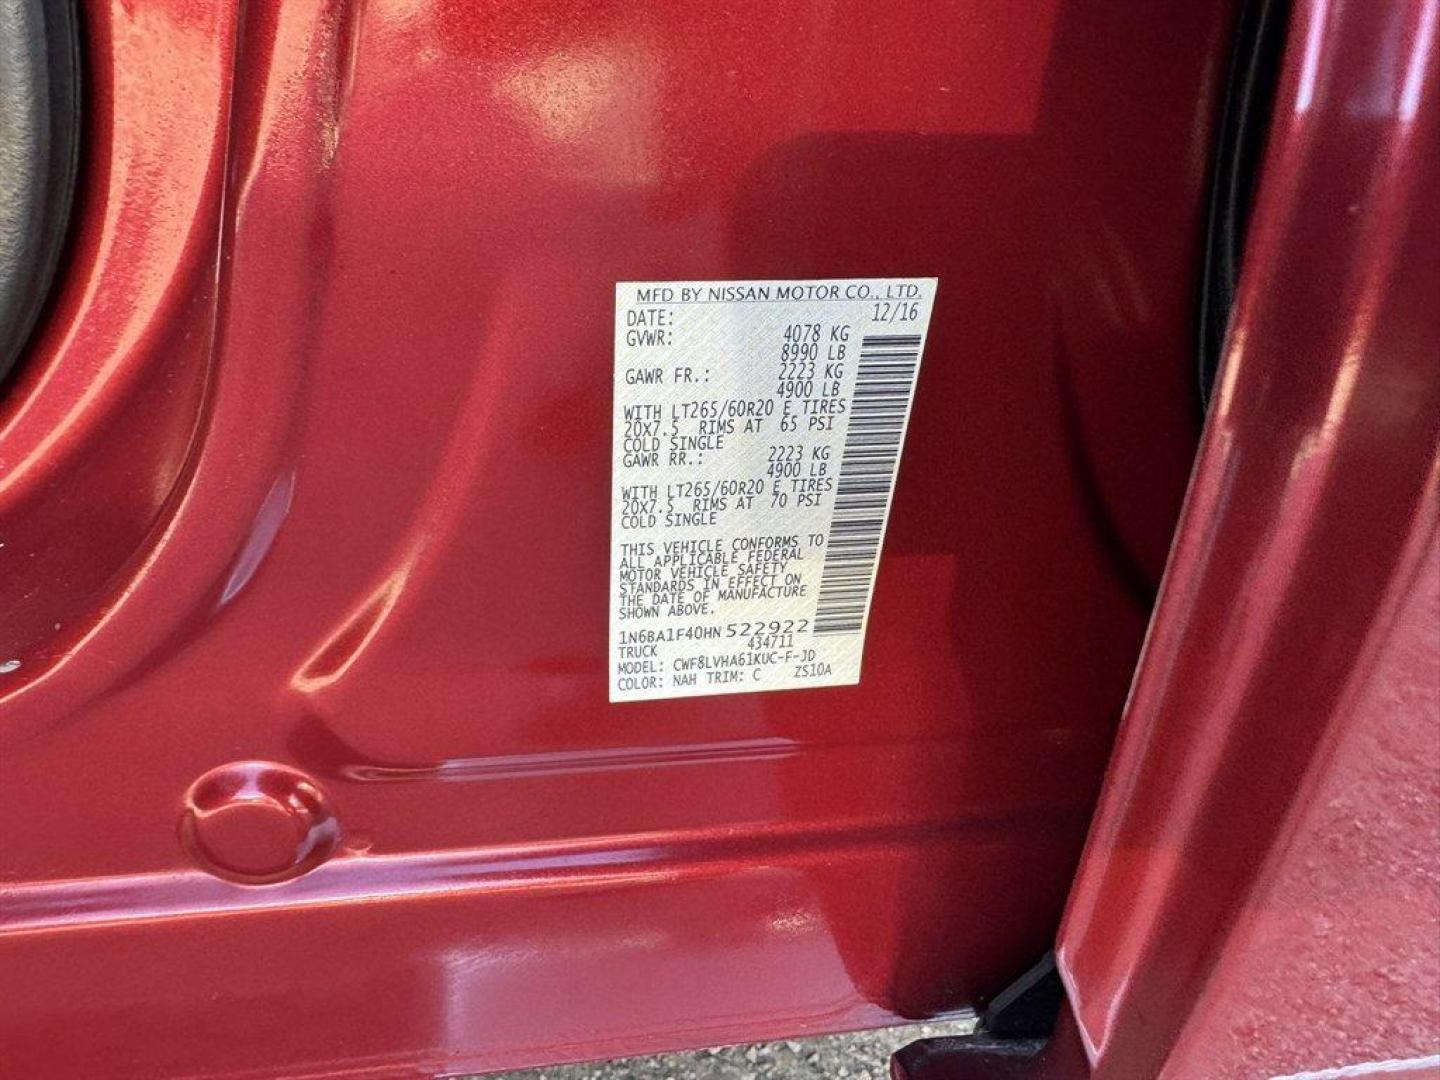 MFD BY NISSAN MOTOR CO., LTD.
DATE: 12/16
GVWR: 4078 KG
8990 LB
GAWR FR.: 2223 KG
4900 LB
WITH LT265/60R20 E TIRES
20X7.5 RIMS AT 65 PSI
COLD SINGLE
GAWR RR.: 2223 KG
4900 LB
WITH LT265/60R20 E TIRES
20X7.5 RIMS AT 70 PSI
COLD SINGLE
THIS VEHICLE CONFORMS TO
ALL APPLICABLE FEDERAL
MOTOR VEHICLE SAFETY
STANDARDS IN EFFECT ON
THE DATE OF MANUFACTURE
SHOWN ABOVE.
1N6BA1F40HN 522922
TRUCK 434711
MODEL: CWF8LVHA61KUC-F-JD
COLOR: NAH TRIM: C ZS10A